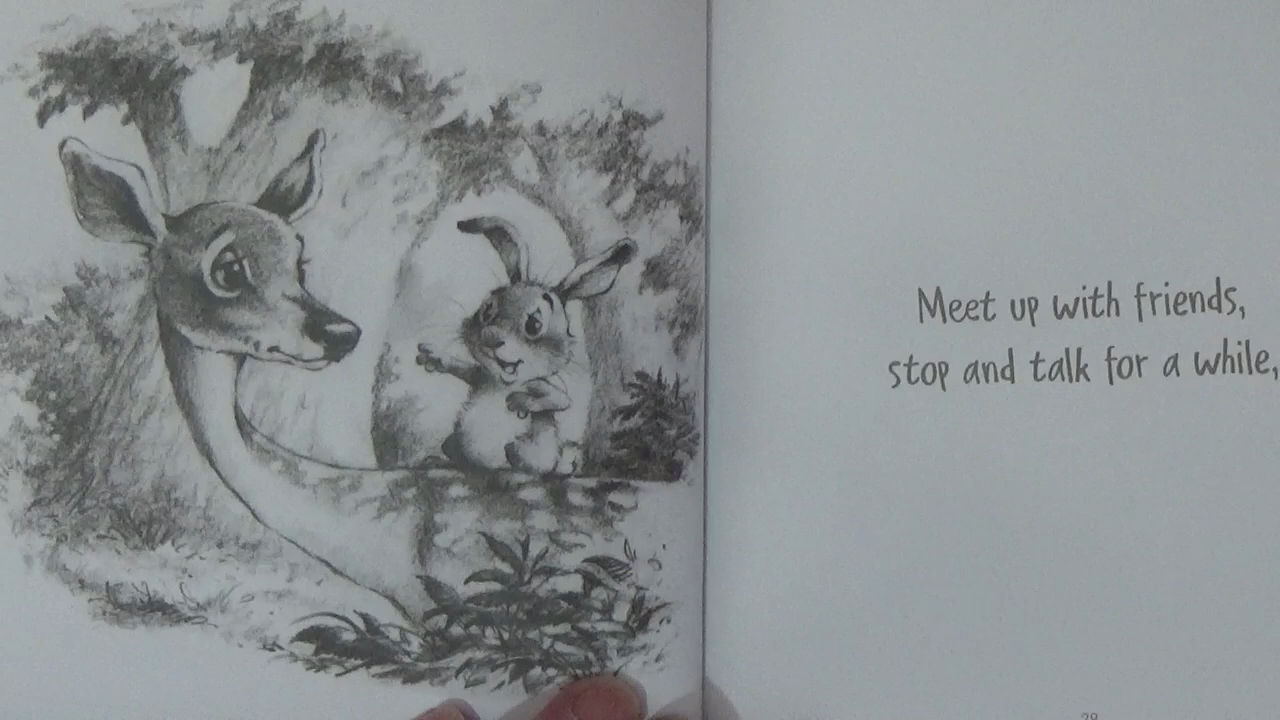 Meet up with friends,
stop and talk for a while,